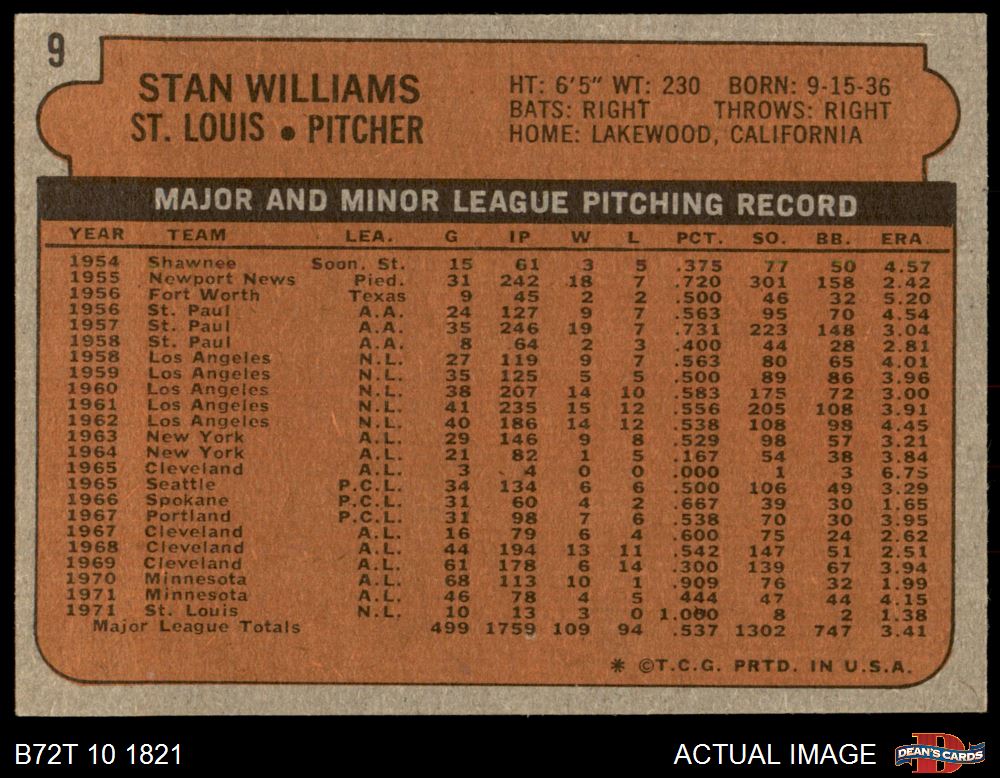 9
STAN WILLIAMS
ST. LOUIS • PITCHER
HT: 6'5" WT: 230 BORN: 9-15-36
BATS: RIGHT THROWS: RIGHT
HOME: LAKEWOOD, CALIFORNIA
MAJOR AND MINOR LEAGUE PITCHING RECORD
YEAR TEAM LEA. G IP W L PCT. SO. BB. ERA
1954 Shawnee Soon. St. 15 61 3 5 .375 77 50 4.57
1955 Newport News Pied. 31 242 18 7 .720 301 158 2.42
1956 Fort Worth Texas 9 45 2 2 .500 46 32 5.20
1956 St. Paul A.A. 24 127 9 7 .563 95 70 4.54
1957 St. Paul A.A. 35 246 19 7 .731 223 148 3.04
1958 St. Paul A.A. 8 64 2 3 .400 44 28 2.81
1958 Los Angeles N.L. 27 119 9 7 .563 80 65 4.01
1959 Los Angeles N.L. 35 125 5 5 .500 89 86 3.96
1960 Los Angeles N.L. 38 207 14 10 .583 175 72 3.00
1961 Los Angeles N.L. 41 235 15 12 .556 205 108 3.91
1962 Los Angeles N.L. 40 186 14 12 .538 108 98 4.45
1963 New York A.L. 29 146 9 8 .529 98 57 3.21
1964 New York A.L. 21 82 1 5 .167 54 38 3.84
1965 Cleveland A.L. 3 4 0 0 .000 1 3 6.75
1965 Seattle P.C.L. 34 134 6 6 .500 106 49 3.29
1966 Spokane P.C.L. 31 60 4 2 .667 39 30 1.65
1967 Portland P.C.L. 31 98 7 6 .538 70 30 3.95
1967 Cleveland A.L. 16 79 6 4 .600 75 24 2.62
1968 Cleveland A.L. 44 194 13 11 .542 147 51 2.51
1969 Cleveland A.L. 61 178 6 14 .300 139 67 3.94
1970 Minnesota A.L. 68 113 10 1 .909 76 32 1.99
1971 Minnesota A.L. 46 78 4 5 .444 47 44 4.15
1971 St. Louis N.L. 10 13 3 0 1.000 8 2 1.38
Major League Totals 499 1759 109 94 .537 1302 747 3.41
* ©T.C.G. PRTD. IN U.S.A.
B72T 10 1821
ACTUAL IMAGE
DEAN'S CARDS